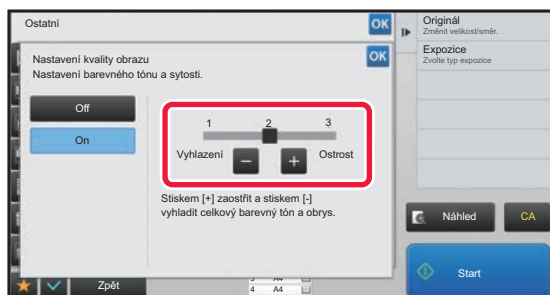 Ostatní
OK
Originál
Změnit velikost/směr.
Expozice
Zvolte typ expozice
Nastavení kvality obrazu
OK
Nastavení barevného tónu a sytosti.
Off
On
1 2 3
Vyhlazení - + Ostrost
Stiskem [+] zaostřit a stiskem [-]
vyhladit celkový barevný tón a obrys.
Náhled
CA
Start
Zpět
4 A4